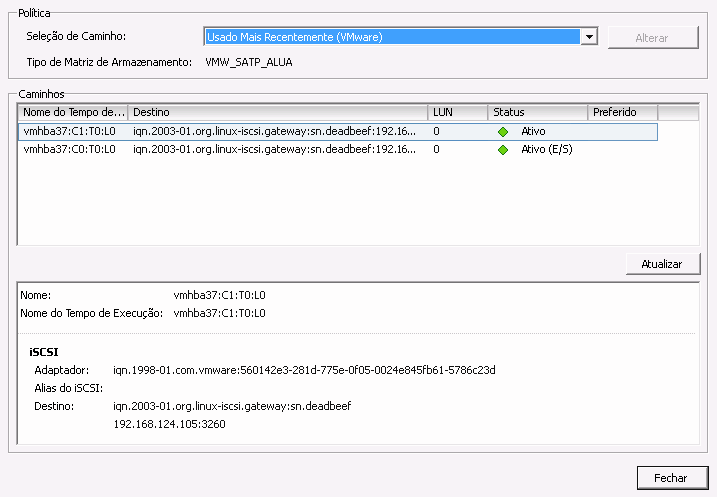 Política
Seleção de Caminho: Usado Mais Recentemente (VMware) Alterar
Tipo de Matriz de Armazenamento: VMW_SATP_ALUA
Caminhos
Nome do Tempo de... Destino LUN Status Preferido
vmhba37:C1:T0:L0 iqn.2003-01.org.linux-iscsi.gateway:sn.deadbeef:192.16... 0 Ativo
vmhba37:C0:T0:L0 iqn.2003-01.org.linux-iscsi.gateway:sn.deadbeef:192.16... 0 Ativo (E/S)
Atualizar
Nome: vmhba37:C1:T0:L0
Nome do Tempo de Execução: vmhba37:C1:T0:L0
iSCSI
Adaptador: iqn.1998-01.com.vmware:560142e3-281d-775e-0f05-0024e845fb61-5786c23d
Alias do iSCSI:
Destino: iqn.2003-01.org.linux-iscsi.gateway:sn.deadbeef
192.168.124.105:3260
Fechar